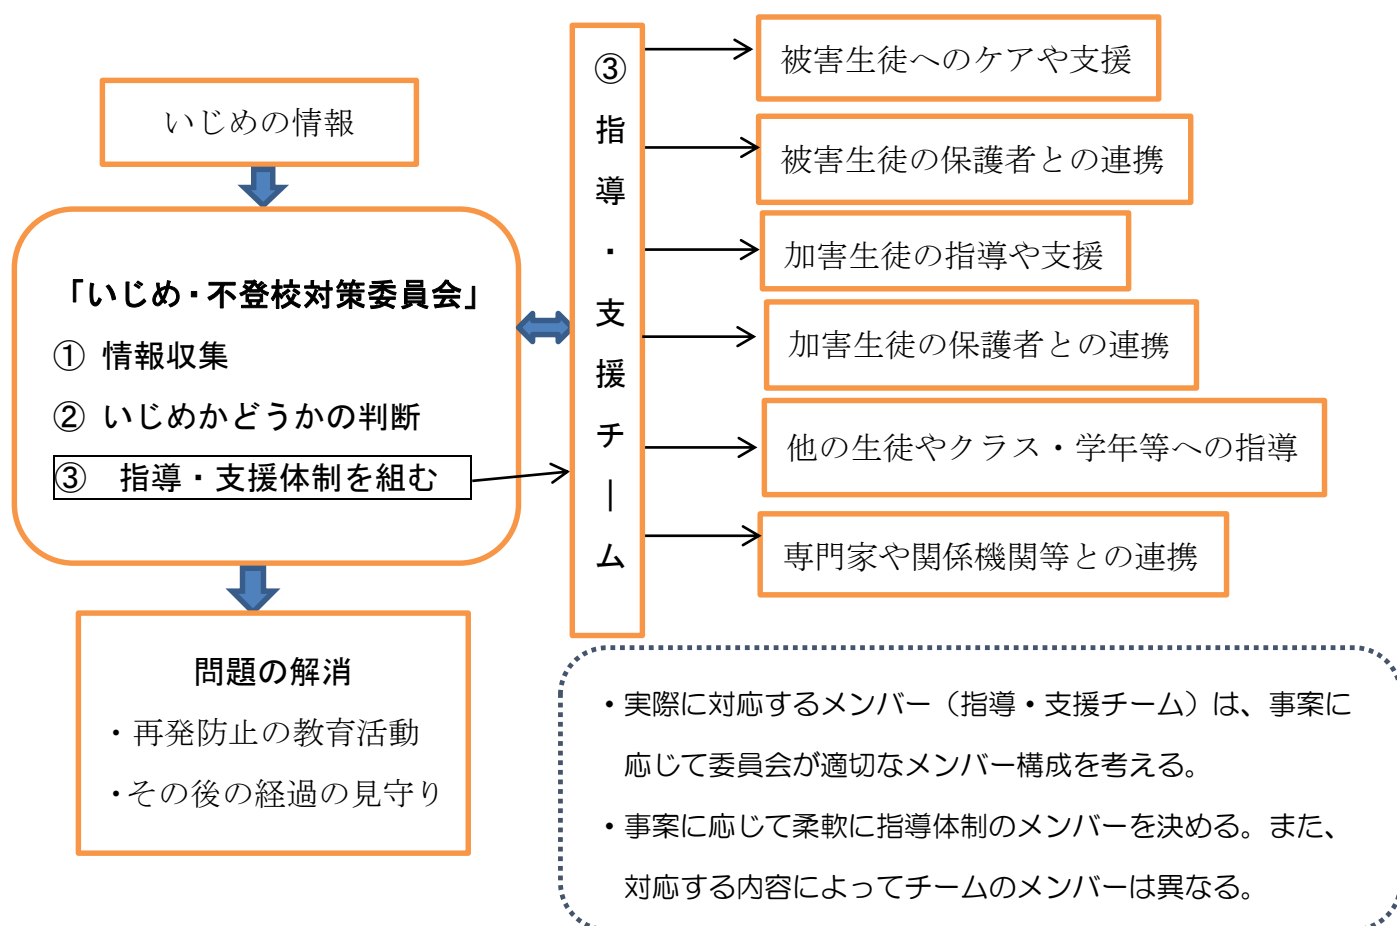 いじめの情報
「いじめ・不登校対策委員会」
① 情報収集
② いじめかどうかの判断
③　指導・支援体制を組む
問題の解消
・再発防止の教育活動
・その後の経過の見守り
③指導・支援チーム
被害生徒へのケアや支援
被害生徒の保護者との連携
加害生徒の指導や支援
加害生徒の保護者との連携
他の生徒やクラス・学年等への指導
専門家や関係機関等との連携
・実際に対応するメンバー（指導・支援チーム）は、事案に
応じて委員会が適切なメンバー構成を考える。
・事案に応じて柔軟に指導体制のメンバーを決める。また、
対応する内容によってチームのメンバーは異なる。